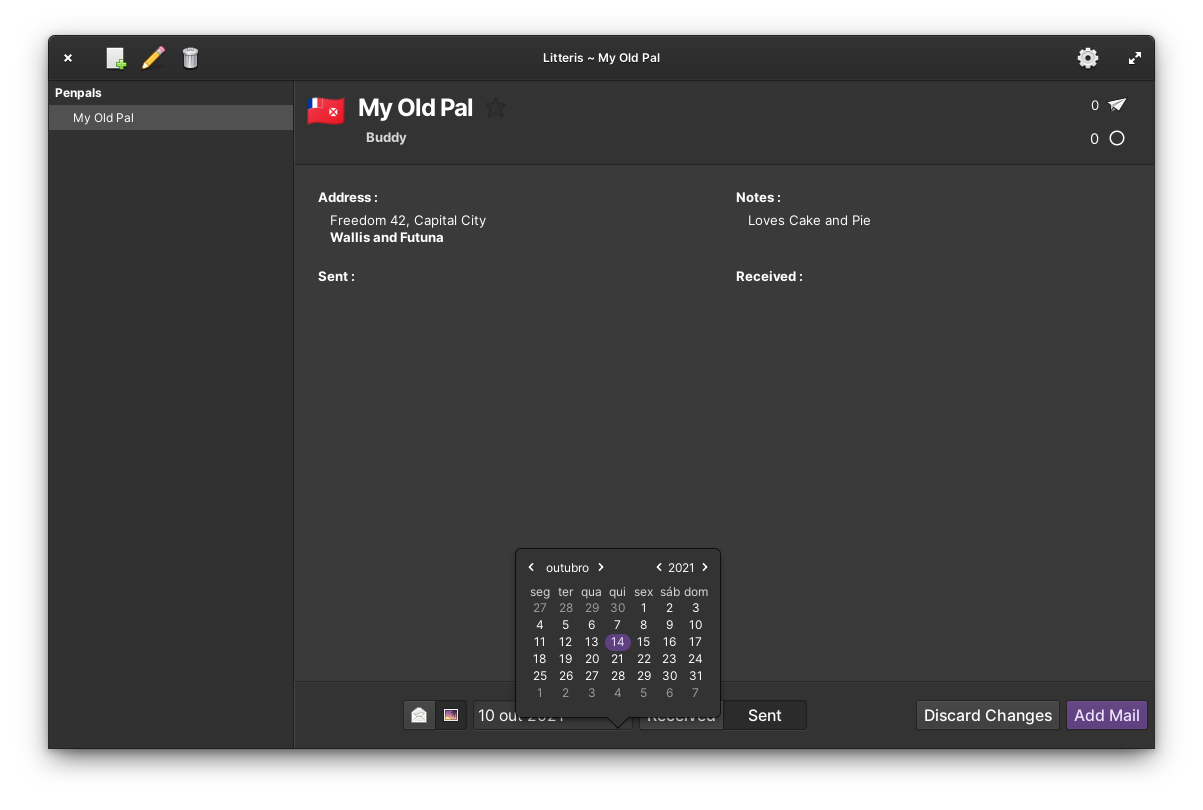 Litteris ~ My Old Pal
Penpals
My Old Pal
My Old Pal
Buddy
0
0
Address :
Freedom 42, Capital City
Wallis and Futuna
Notes :
Loves Cake and Pie
Sent :
Received :
outubro 2021
seg ter qua qui sex sáb dom
27 28 29 30 1 2 3
4 5 6 7 8 9 10
11 12 13 14 15 16 17
18 19 20 21 22 23 24
25 26 27 28 29 30 31
1 2 3 4 5 6 7
10 out 2021 Received Sent Discard Changes Add Mail